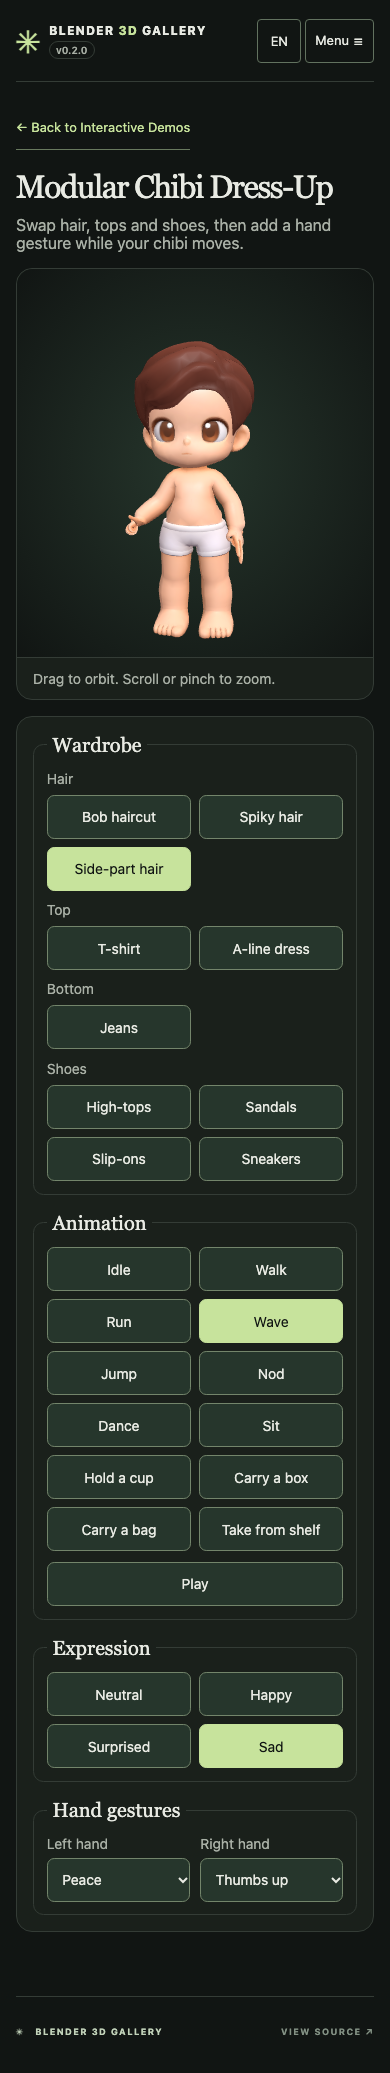 BLENDER 3D GALLERY
v0.2.0
EN
Menu ≡
← Back to Interactive Demos
Modular Chibi Dress-Up
Swap hair, tops and shoes, then add a hand
gesture while your chibi moves.
Drag to orbit. Scroll or pinch to zoom.
Wardrobe
Hair
Bob haircut
Spiky hair
Side-part hair
Top
T-shirt
A-line dress
Bottom
Jeans
Shoes
High-tops
Sandals
Slip-ons
Sneakers
Animation
Idle
Walk
Run
Wave
Jump
Nod
Dance
Sit
Hold a cup
Carry a box
Carry a bag
Take from shelf
Play
Expression
Neutral
Happy
Surprised
Sad
Hand gestures
Left hand
Right hand
Peace
Thumbs up
BLENDER 3D GALLERY
VIEW SOURCE ↗